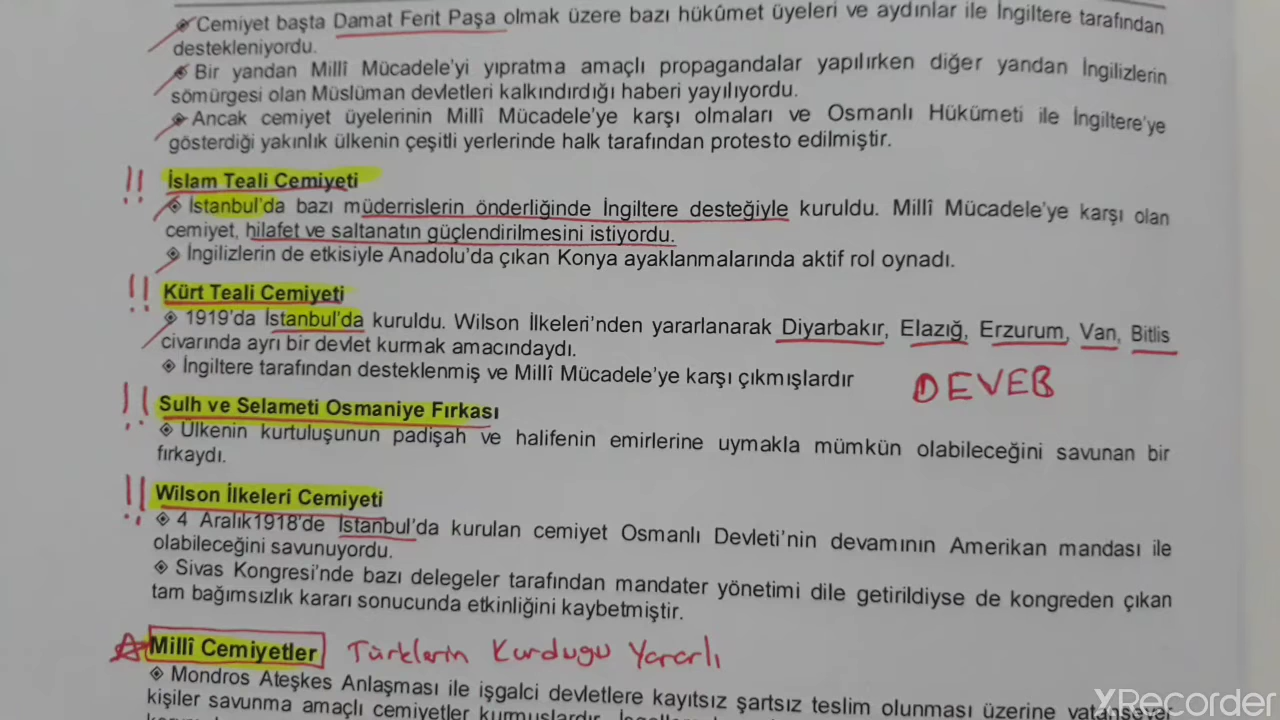 ◈ Cemiyet başta Damat Ferit Paşa olmak üzere bazı hükûmet üyeleri ve aydınlar ile İngiltere tarafından
destekleniyordu.
◈ Bir yandan Millî Mücadele'yi yıpratma amaçlı propagandalar yapılırken diğer yandan İngilizlerin
sömürgesi olan Müslüman devletleri kalkındırdığı haberi yayılıyordu.
◈ Ancak cemiyet üyelerinin Millî Mücadele'ye karşı olmaları ve Osmanlı Hükümeti ile İngiltere'ye
gösterdiği yakınlık ülkenin çeşitli yerlerinde halk tarafından protesto edilmiştir.
!! İslam Teali Cemiyeti
◈ İstanbul'da bazı müderrislerin önderliğinde İngiltere desteğiyle kuruldu. Millî Mücadele'ye karşı olan
cemiyet, hilafet ve saltanatın güçlendirilmesini istiyordu.
◈ İngilizlerin de etkisiyle Anadolu'da çıkan Konya ayaklanmalarında aktif rol oynadı.
!! Kürt Teali Cemiyeti
◈ 1919'da İstanbul'da kuruldu. Wilson İlkeleri'nden yararlanarak Diyarbakır, Elazığ, Erzurum, Van, Bitlis
civarında ayrı bir devlet kurmak amacındaydı.
◈ İngiltere tarafından desteklenmiş ve Millî Mücadele'ye karşı çıkmışlardır DEVEB
!! Sulh ve Selameti Osmaniye Fırkası
◈ Ülkenin kurtuluşunun padişah ve halifenin emirlerine uymakla mümkün olabileceğini savunan bir
fırkaydı.
!! Wilson İlkeleri Cemiyeti
◈ 4 Aralık1918'de İstanbul'da kurulan cemiyet Osmanlı Devleti'nin devamının Amerikan mandası ile
olabileceğini savunuyordu.
◈ Sivas Kongresi'nde bazı delegeler tarafından mandater yönetimi dile getirildiyse de kongreden çıkan
tam bağımsızlık kararı sonucunda etkinliğini kaybetmiştir.
Millî Cemiyetler Türklerin Kurduğu Yararlı
◈ Mondros Ateşkes Anlaşması ile işgalci devletlere kayıtsız şartsız teslim olunması üzerine vatansever
kişiler savunma amaçlı cemiyetler kurmuşlardır.
XRecorder